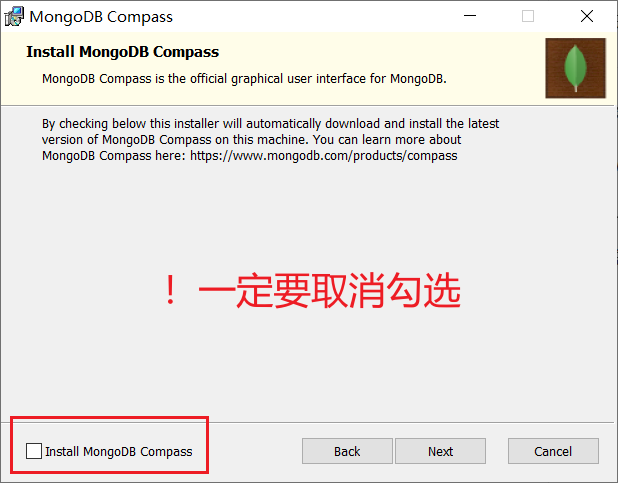 MongoDB Compass
Install MongoDB Compass
MongoDB Compass is the official graphical user interface for MongoDB.
By checking below this installer will automatically download and install the latest
version of MongoDB Compass on this machine. You can learn more about
MongoDB Compass here: https://www.mongodb.com/products/compass
！一定要取消勾选
Install MongoDB Compass
Back
Next
Cancel